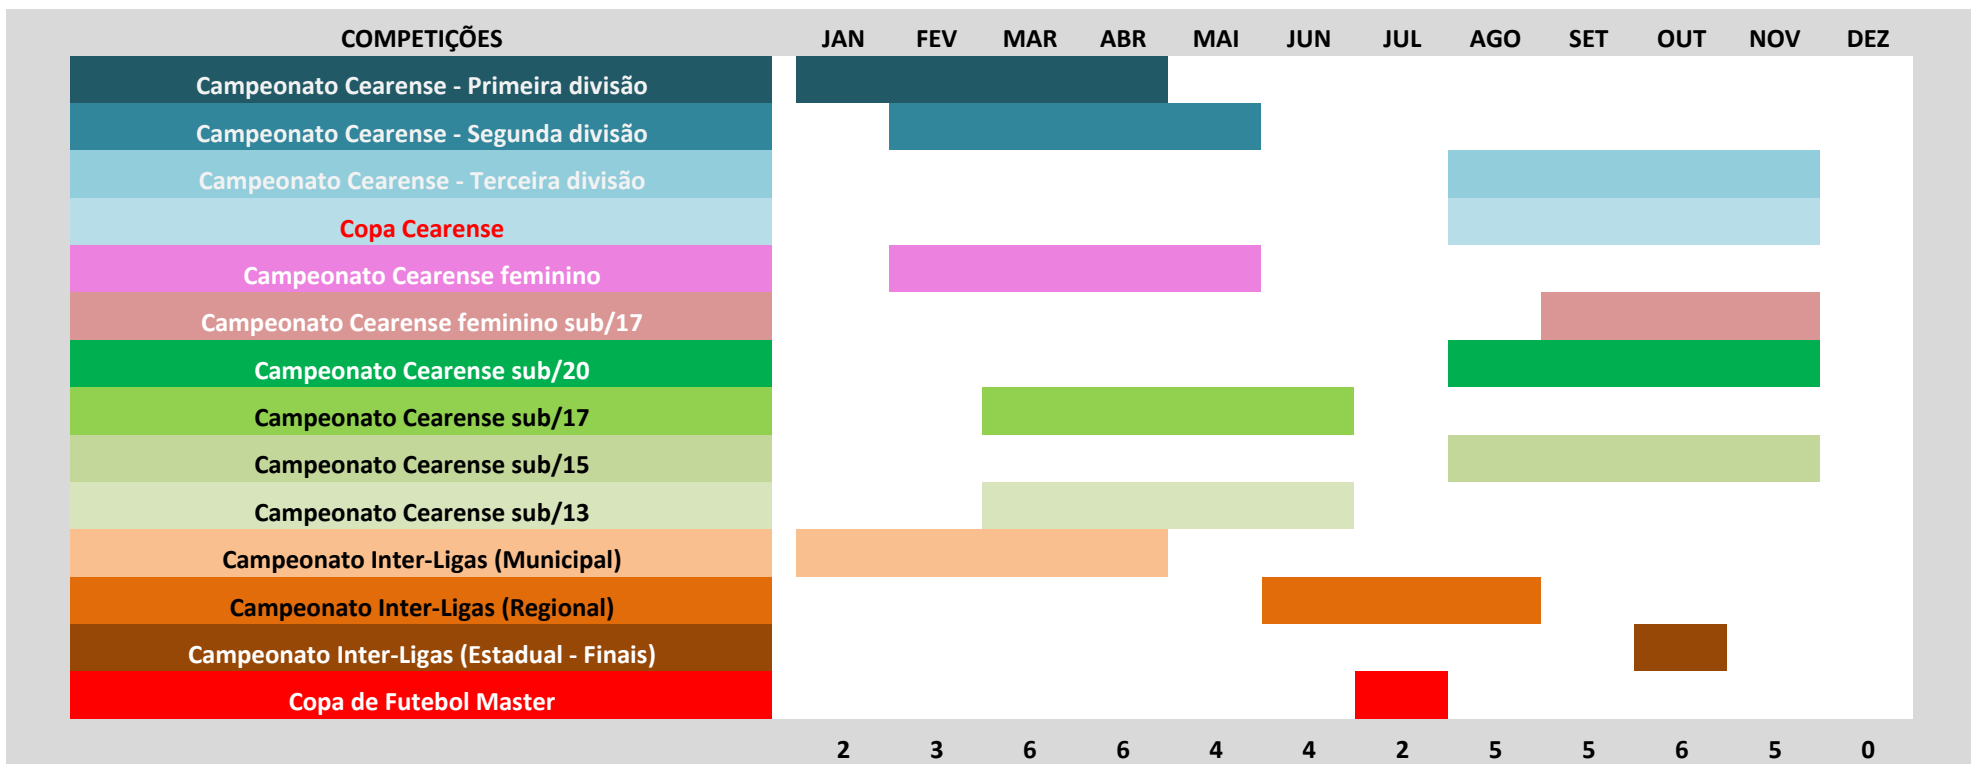 COMPETIÇÕES JAN FEV MAR ABR MAI JUN JUL AGO SET OUT NOV DEZ
Campeonato Cearense - Primeira divisão
Campeonato Cearense - Segunda divisão
Campeonato Cearense - Terceira divisão
Copa Cearense
Campeonato Cearense feminino
Campeonato Cearense feminino sub/17
Campeonato Cearense sub/20
Campeonato Cearense sub/17
Campeonato Cearense sub/15
Campeonato Cearense sub/13
Campeonato Inter-Ligas (Municipal)
Campeonato Inter-Ligas (Regional)
Campeonato Inter-Ligas (Estadual - Finais)
Copa de Futebol Master
2 3 6 6 4 4 2 5 5 6 5 0